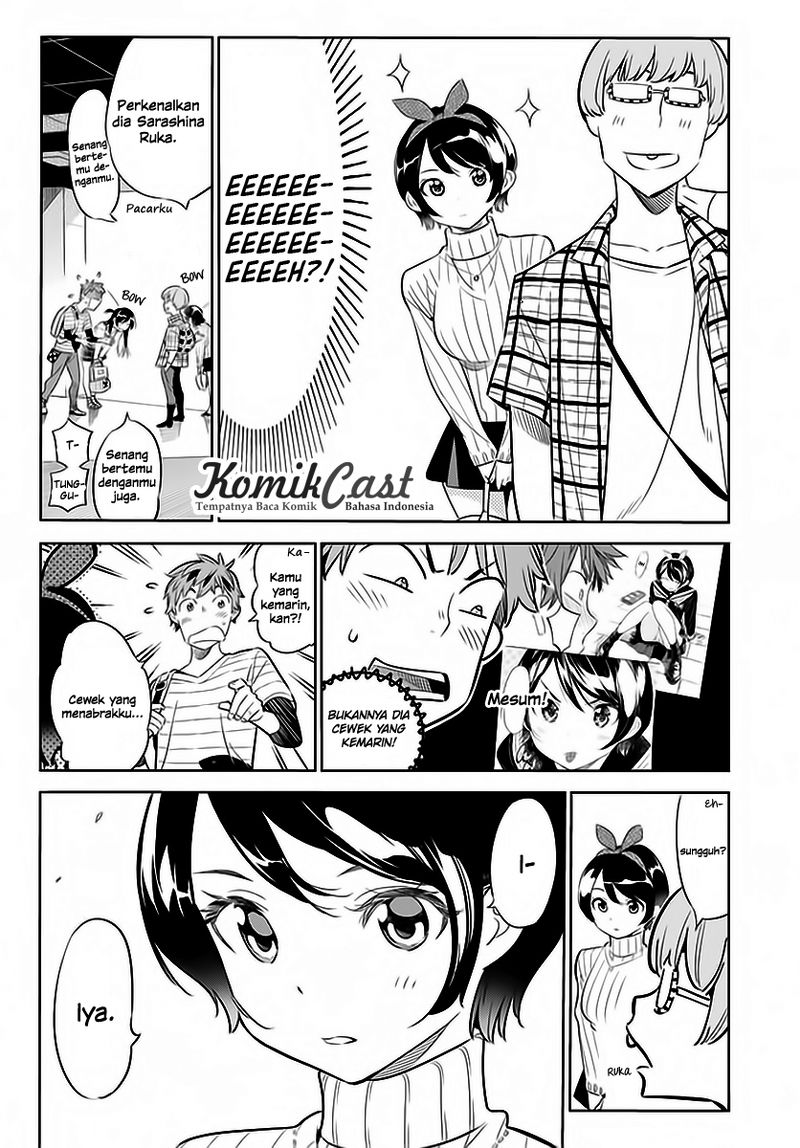 EEEEEE-
EEEEEE-
EEEEEE-
EEEEH?!
Perkenalkan
dia Sarashina
Ruka.
Pacarku
Senang
berte-
mu de-
nganmu.
BOW
BOW
Senang
bertemu
denganmu
juga.
T-
TUNG-
GU-
KomikCast
Tempatnya Baca Komik Bahasa Indonesia
Mesum!
BUKANNYA DIA
CEWEK YANG
KEMARIN!
Ka-
Kamu
yang
kemarin,
kan?!
Cewek yang
menabrakku...
eh-
sungguh?
RUKA
I-
Iya.